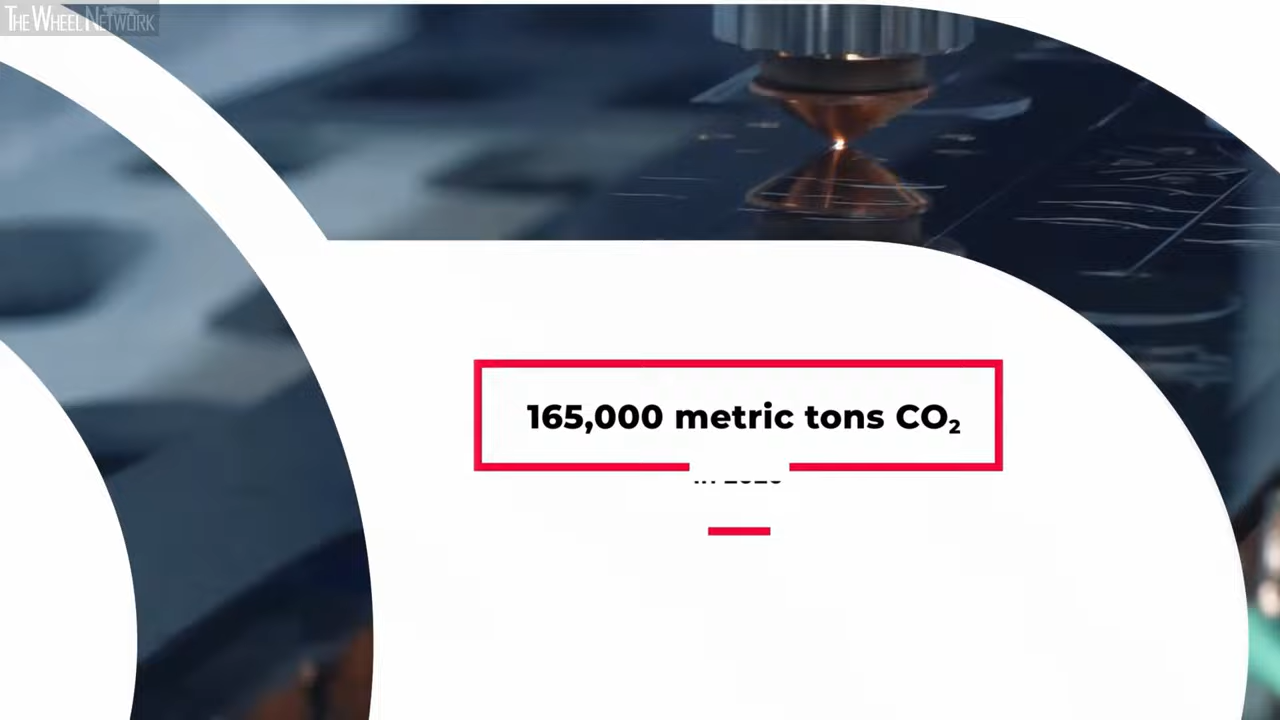 THE WHEEL NETWORK
165,000 metric tons CO₂